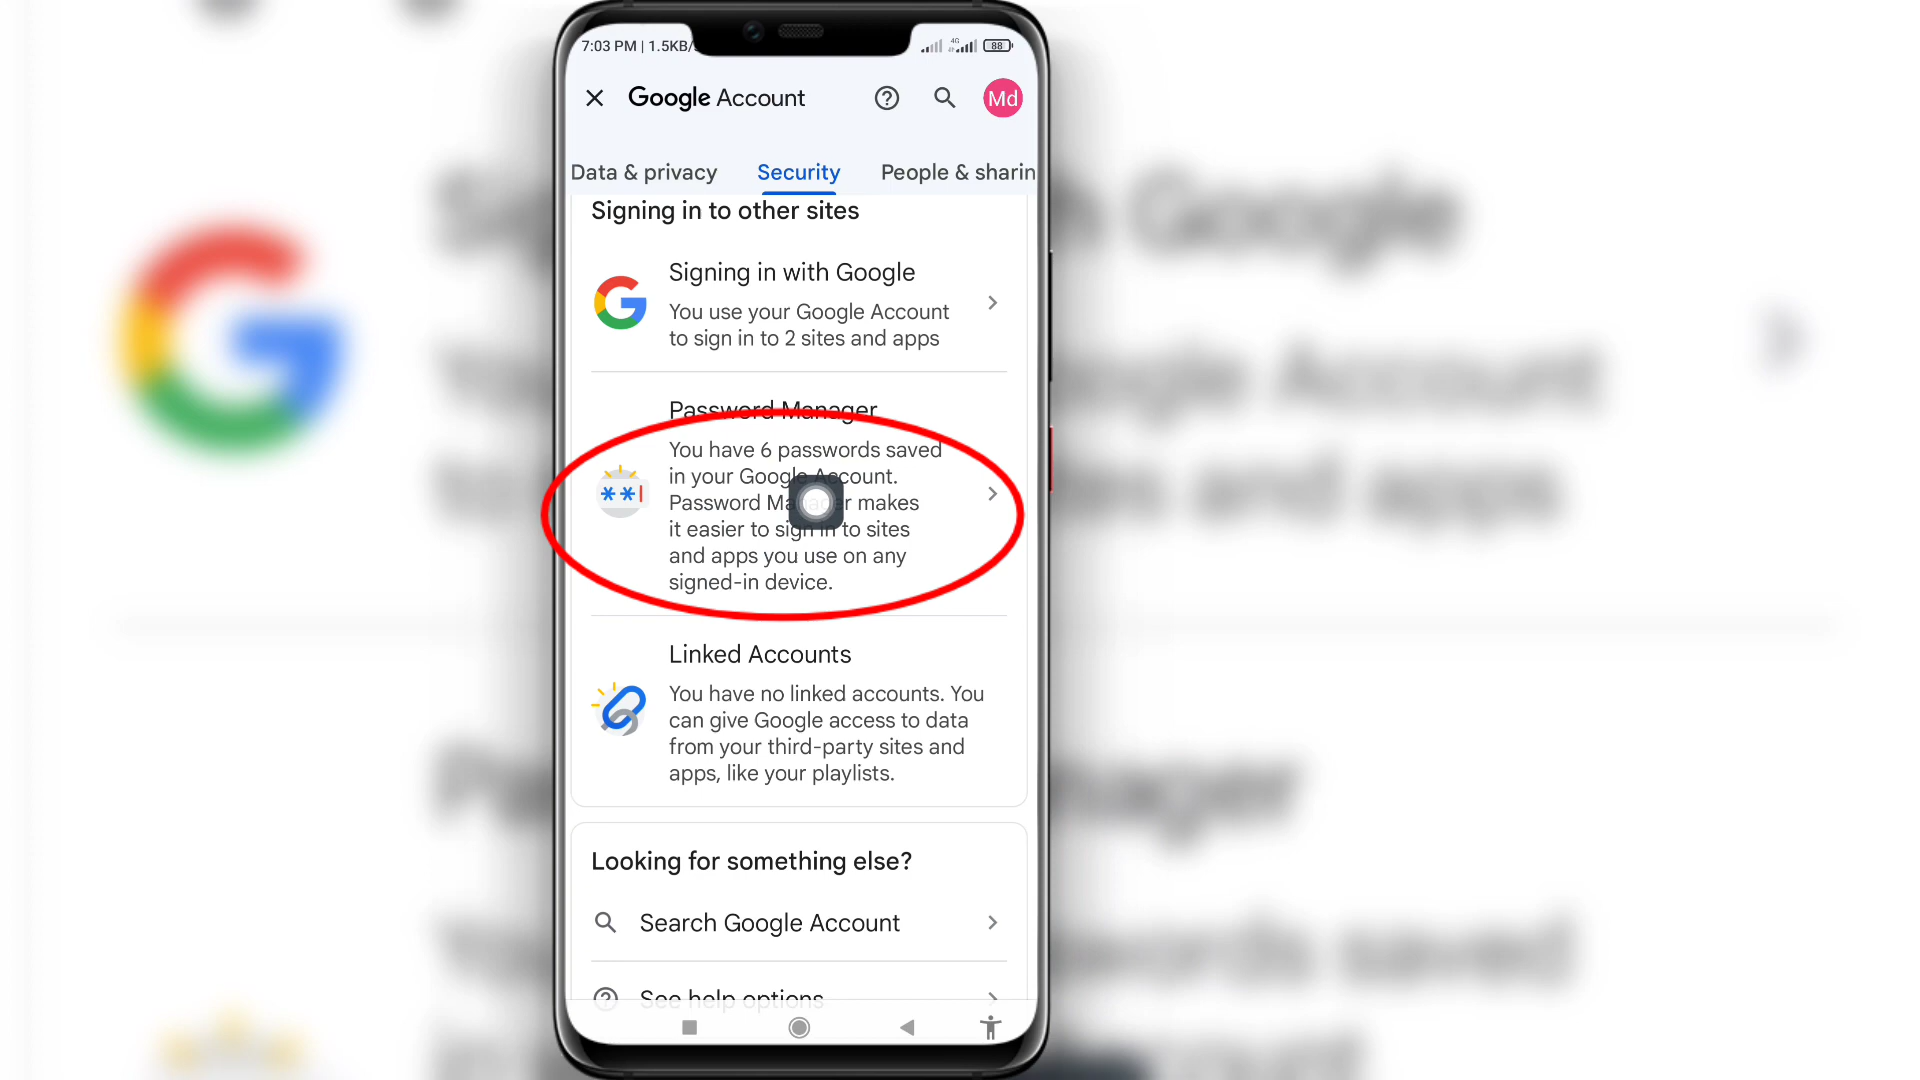 7:03 PM | 1.5KB/
4G
88
Google Account
Md
Data & privacy
Security
People & sharin
Signing in to other sites
Signing in with Google
You use your Google Account
to sign in to 2 sites and apps
Password Manager
You have 6 passwords saved
in your Google Account.
Password Manager makes
it easier to sign in to sites
and apps you use on any
signed-in device.
Linked Accounts
You have no linked accounts. You
can give Google access to data
from your third-party sites and
apps, like your playlists.
Looking for something else?
Search Google Account
See help options